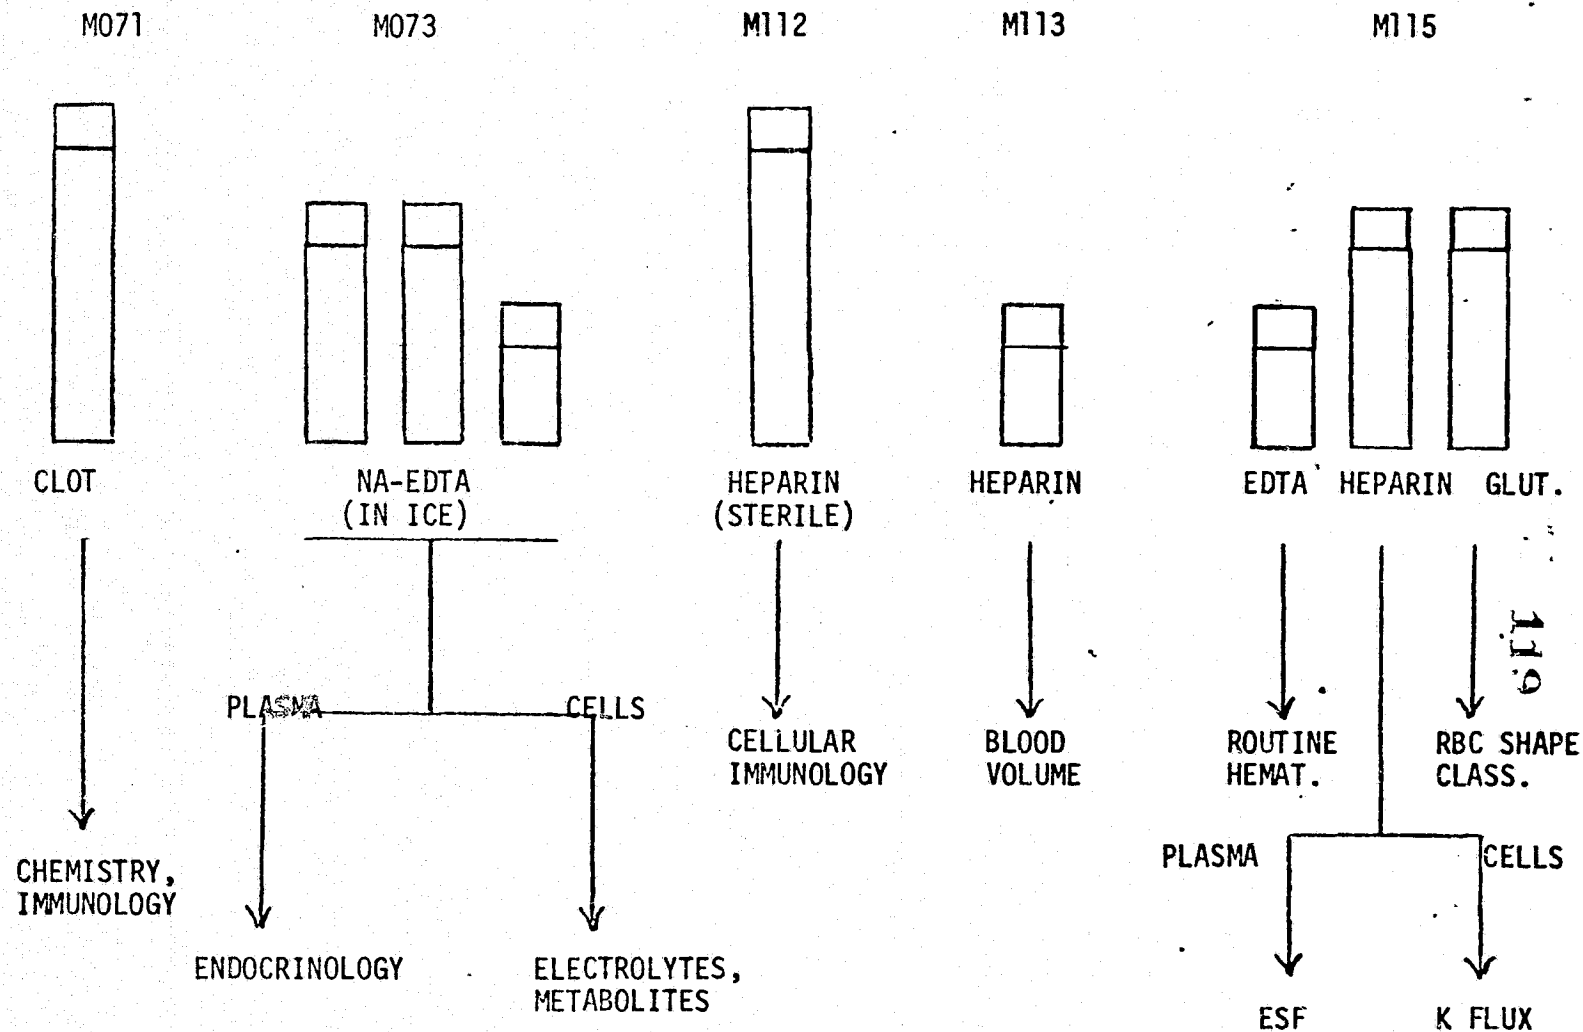 M071 M073 M112 M113 M115
CLOT NA-EDTA HEPARIN HEPARIN EDTA HEPARIN GLUT.
(IN ICE) (STERILE)
119
PLASMA CELLS
CELLULAR BLOOD ROUTINE RBC SHAPE
IMMUNOLOGY VOLUME HEMAT. CLASS.
PLASMA CELLS
CHEMISTRY,
IMMUNOLOGY
ENDOCRINOLOGY ELECTROLYTES,
METABOLITES
ESF K FLUX